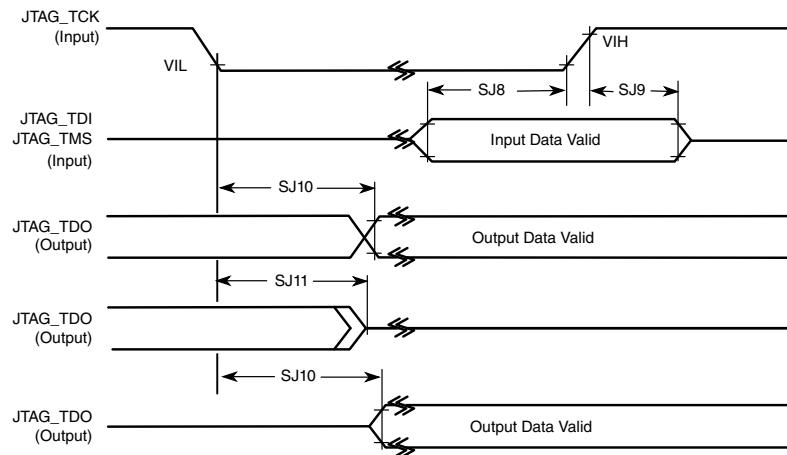 JTAG_TCK
(Input)
VIH
VIL
SJ8
SJ9
JTAG_TDI
JTAG_TMS
(Input)
Input Data Valid
SJ10
JTAG_TDO
(Output)
Output Data Valid
SJ11
JTAG_TDO
(Output)
SJ10
JTAG_TDO
(Output)
Output Data Valid